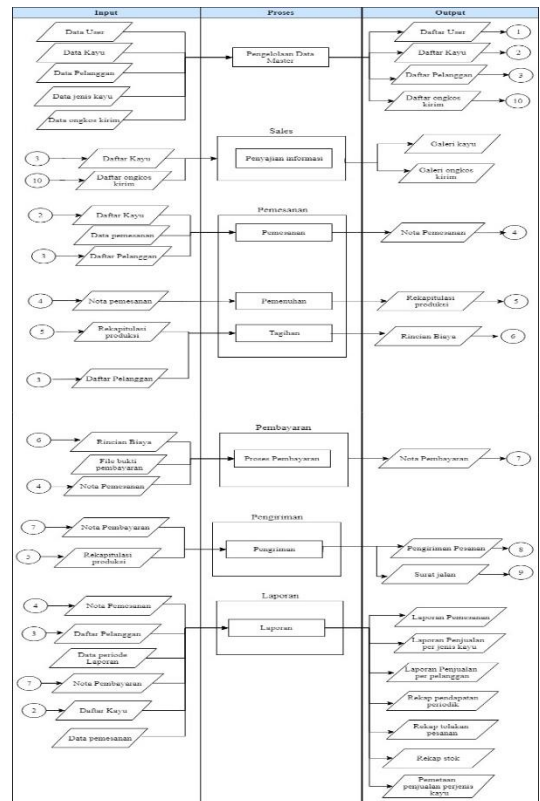 Input Proses Output
Data User
Data Kayu
Data Pelanggan
Data jenis kayu
Data ongkos kirim
Pengelolaan Data
Master
Daftar User 1
Daftar Kayu 2
Daftar Pelanggan 3
Daftar ongkos
kirim 10
Sales
3 Daftar Kayu
10 Daftar ongkos
kirim
Penyajian informasi
Galeri kayu
Galeri ongkos
kirim
Pemesanan
2 Daftar Kayu
Data pemesanan
3 Daftar Pelanggan
Pemesanan
Nota Pemesanan 4
4 Nota pemesanan
Pemenuhan
Rekapitulasi
produksi 5
5 Rekapitulasi
produksi
3 Daftar Pelanggan
Tagihan
Rincian Biaya 6
Pembayaran
6 Rincian Biaya
File bukti
pembayaran
4 Nota Pemesanan
Proses Pembayaran
Nota Pembayaran 7
Pengiriman
7 Nota Pembayaran
5 Rekapitulasi
produksi
Pengriman
Pengiriman Pesanan 8
Surat jalan 9
Laporan
4 Nota Pemesanan
3 Daftar Pelanggan
Data periode
Laporan
7 Nota Pembayaran
2 Daftar Kayu
Data pemesanan
Laporan
Laporan Pemesanan
Laporan Penjualan
per jenis kayu
Laporan Penjualan
per pelanggan
Rekap pendapatan
periodik
Rekap tolakan
pesanan
Rekap stok
Pemetaan
penjualan perjenis
kayu